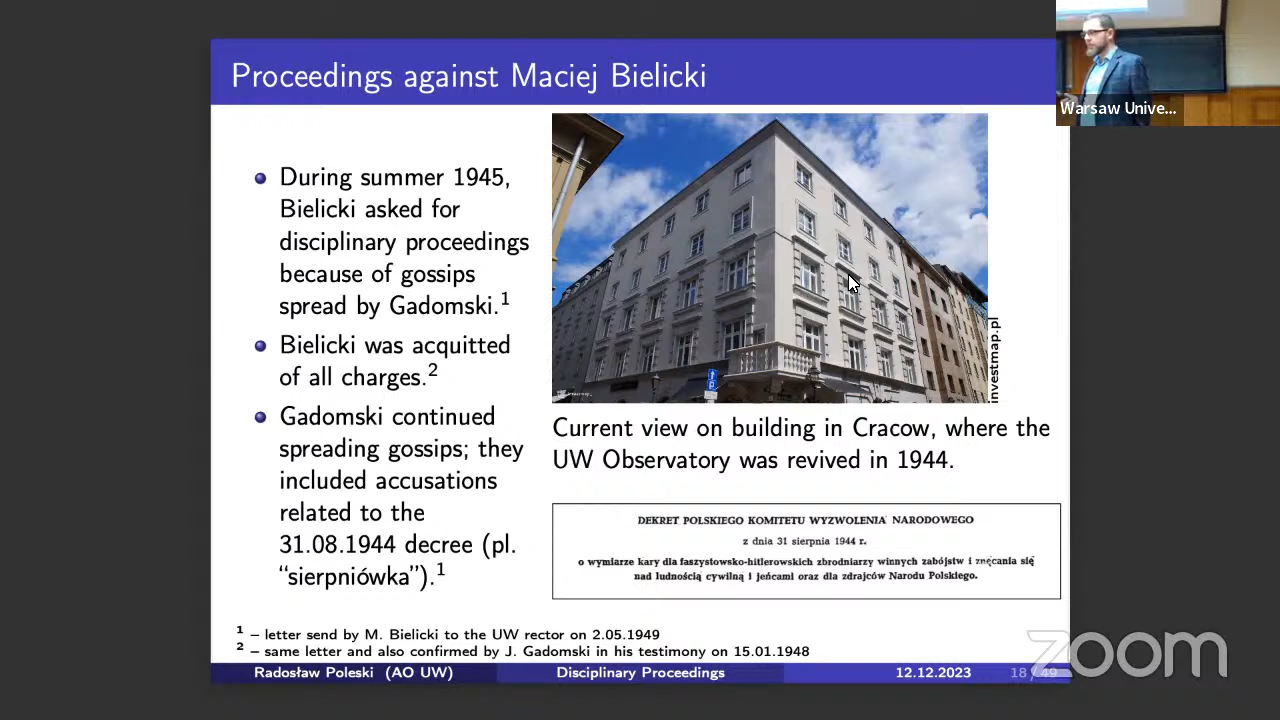 Proceedings against Maciej Bielicki
During summer 1945,
Bielicki asked for
disciplinary proceedings
because of gossips
spread by Gadomski.1
Bielicki was acquitted
of all charges.2
Gadomski continued
spreading gossips; they
included accusations
related to the
31.08.1944 decree (pl.
“sierpniówka”).1
investmap.pl
P
Current view on building in Cracow, where the
UW Observatory was revived in 1944.
DEKRET POLSKIEGO KOMITETU WYZWOLENIA NARODOWEGO
z dnia 31 sierpnia 1944 r.
o wymiarze kary dla faszystowsko-hitlerowskich zbrodniarzy winnych zabójstw i znęcania się
nad ludnością cywilną i jeńcami oraz dla zdrajców Narodu Polskiego.
1 – letter send by M. Bielicki to the UW rector on 2.05.1949
2 – same letter and also confirmed by J. Gadomski in his testimony on 15.01.1948
Radosław Poleski (AO UW)
Disciplinary Proceedings
12.12.2023
18 / 49
Warsaw Unive...
zoom